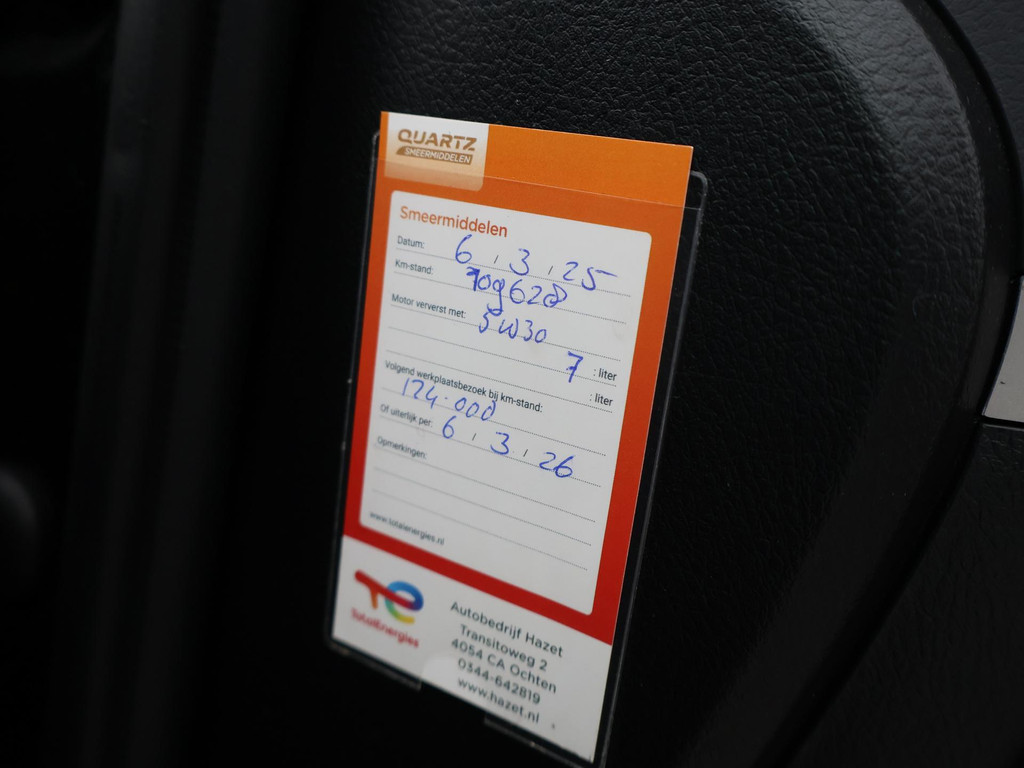 QUARTZ
SMEERMIDDELEN
Smeermiddelen
Datum: 6 , 3 , 25
Km-stand: 109628
Motor ververst met: 5W30
7 : liter
: liter
Volgend werkplaatsbezoek bij km-stand:
124.000
Of uiterlijk per: 6 , 3 , 26
Opmerkingen:
www.totalenergies.nl
TotalEnergies
Autobedrijf Hazet
Transitoweg 2
4054 CA Ochten
0344-642819
www.hazet.nl